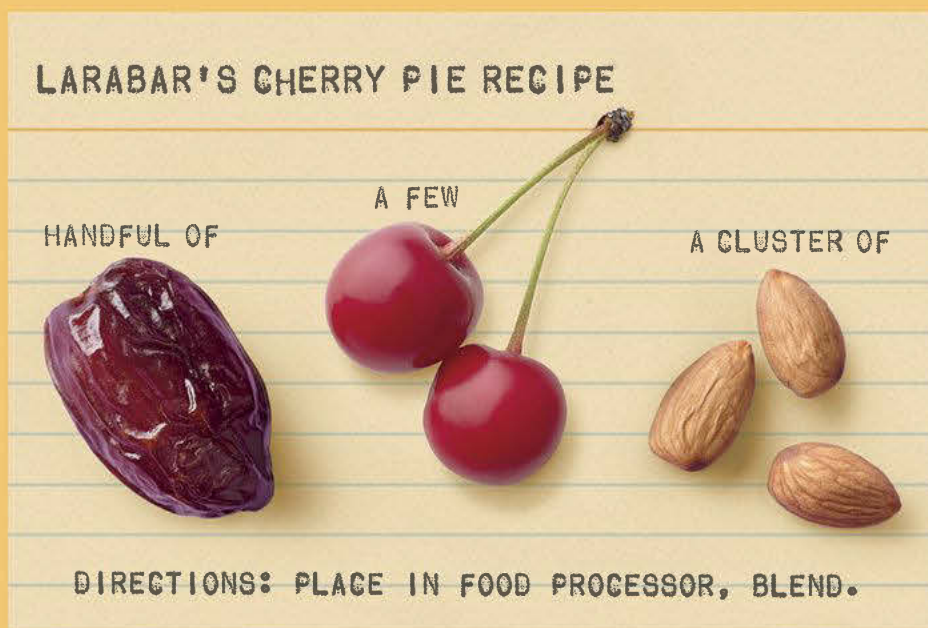 LARABAR'S CHERRY PIE RECIPE
A FEW
HANDFUL OF
A CLUSTER OF
DIRECTIONS: PLACE IN FOOD PROCESSOR, BLEND.